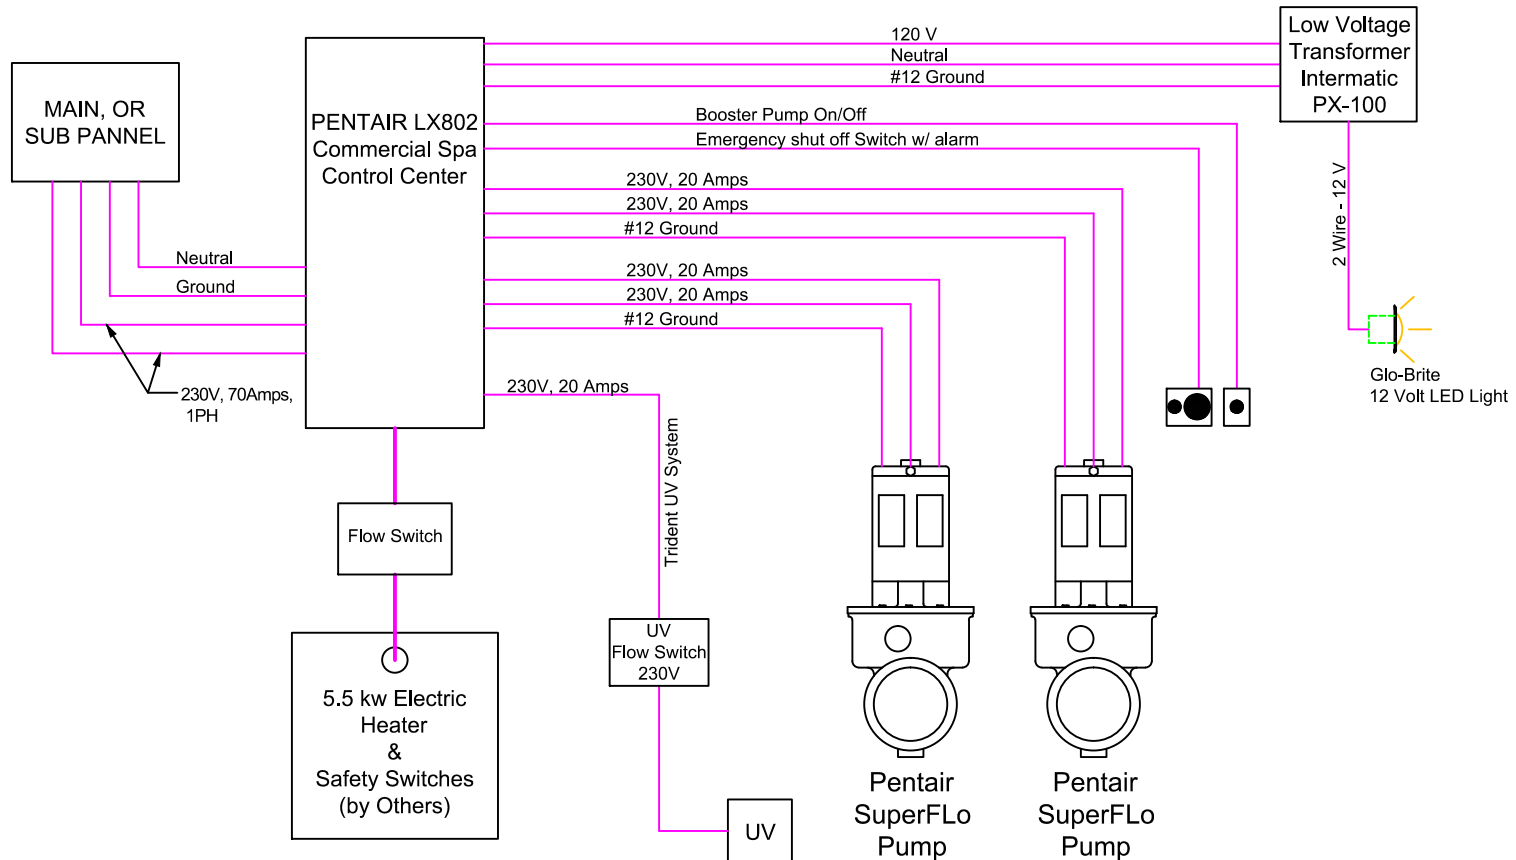 MAIN, OR
SUB PANNEL
PENTAIR LX802
Commercial Spa
Control Center
120 V
Neutral
#12 Ground
Low Voltage
Transformer
Intermatic
PX-100
Booster Pump On/Off
Emergency shut off Switch w/ alarm
230V, 20 Amps
230V, 20 Amps
#12 Ground
2 Wire - 12 V
Neutral
Ground
230V, 20 Amps
230V, 20 Amps
#12 Ground
230V, 70Amps,
1PH
230V, 20 Amps
Glo-Brite
12 Volt LED Light
Trident UV System
Flow Switch
UV
Flow Switch
230V
5.5 kw Electric
Heater
&
Safety Switches
(by Others)
UV
Pentair
SuperFLo
Pump
Pentair
SuperFLo
Pump